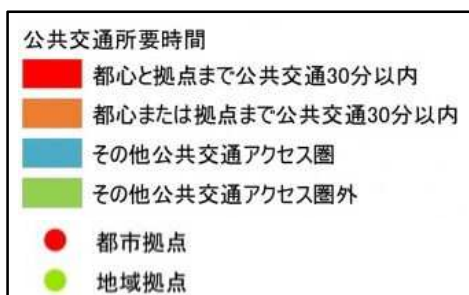 公共交通所要時間
都心と拠点まで公共交通30分以内
都心または拠点まで公共交通30分以内
その他公共交通アクセス圏
その他公共交通アクセス圏外
都市拠点
地域拠点